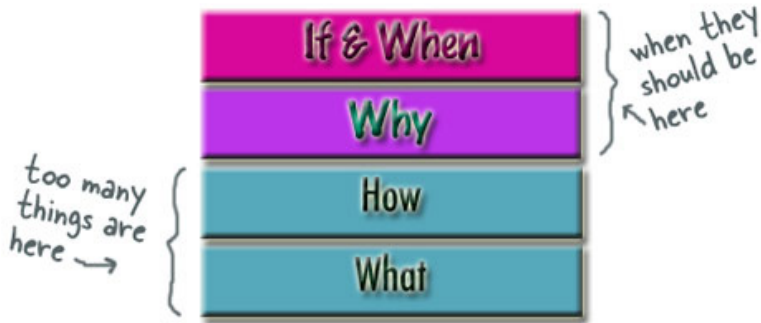 If & When
when they
should be
here
Why
too many
things are
here
How
What